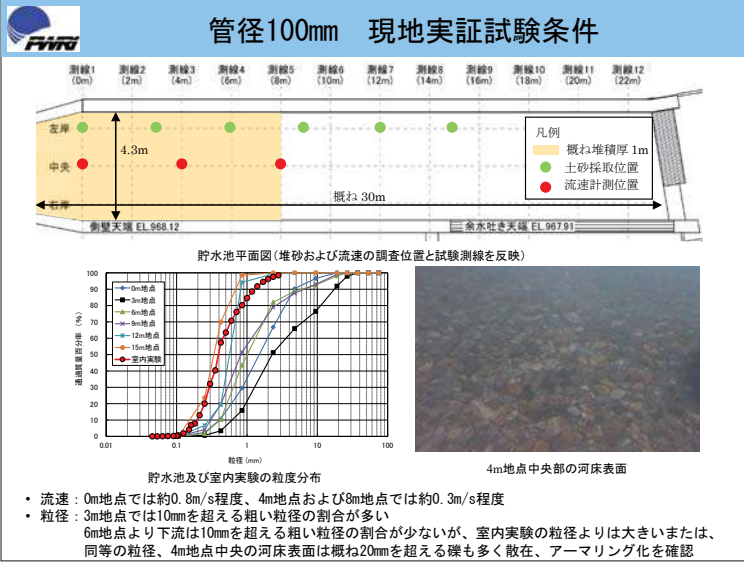 PWRI
管径100mm 現地実証試験条件
測線1 測線2 測線3 測線4 測線5 測線6 測線7 測線8 測線9 測線10 測線11 測線12
(0m) (2m) (4m) (6m) (8m) (10m) (12m) (14m) (16m) (18m) (20m) (22m)
左岸
4.3m
中央
右岸
概ね 30m
凡例
概ね堆積厚 1m
土砂採取位置
流速計測位置
側壁天端 EL.968.12
余水吐き天端 EL.967.91
貯水池平面図(堆砂および流速の調査位置と試験測線を反映)
通過質量百分率 (%)
100
90
80
70
60
50
40
30
20
10
0
0m地点
3m地点
6m地点
9m地点
12m地点
15m地点
室内実験
0.01 0.1 1 10 100
粒径 (mm)
貯水池及び室内実験の粒度分布
4m地点中央部の河床表面
• 流速:0m地点では約0.8m/s程度、4m地点および8m地点では約0.3m/s程度
• 粒径:3m地点では10mmを超える粗い粒径の割合が多い
6m地点より下流は10mmを超える粗い粒径の割合が少ないが、室内実験の粒径よりは大きいまたは、
同等の粒径、4m地点中央の河床表面は概ね20mmを超える礫も多く散在、アーマリング化を確認